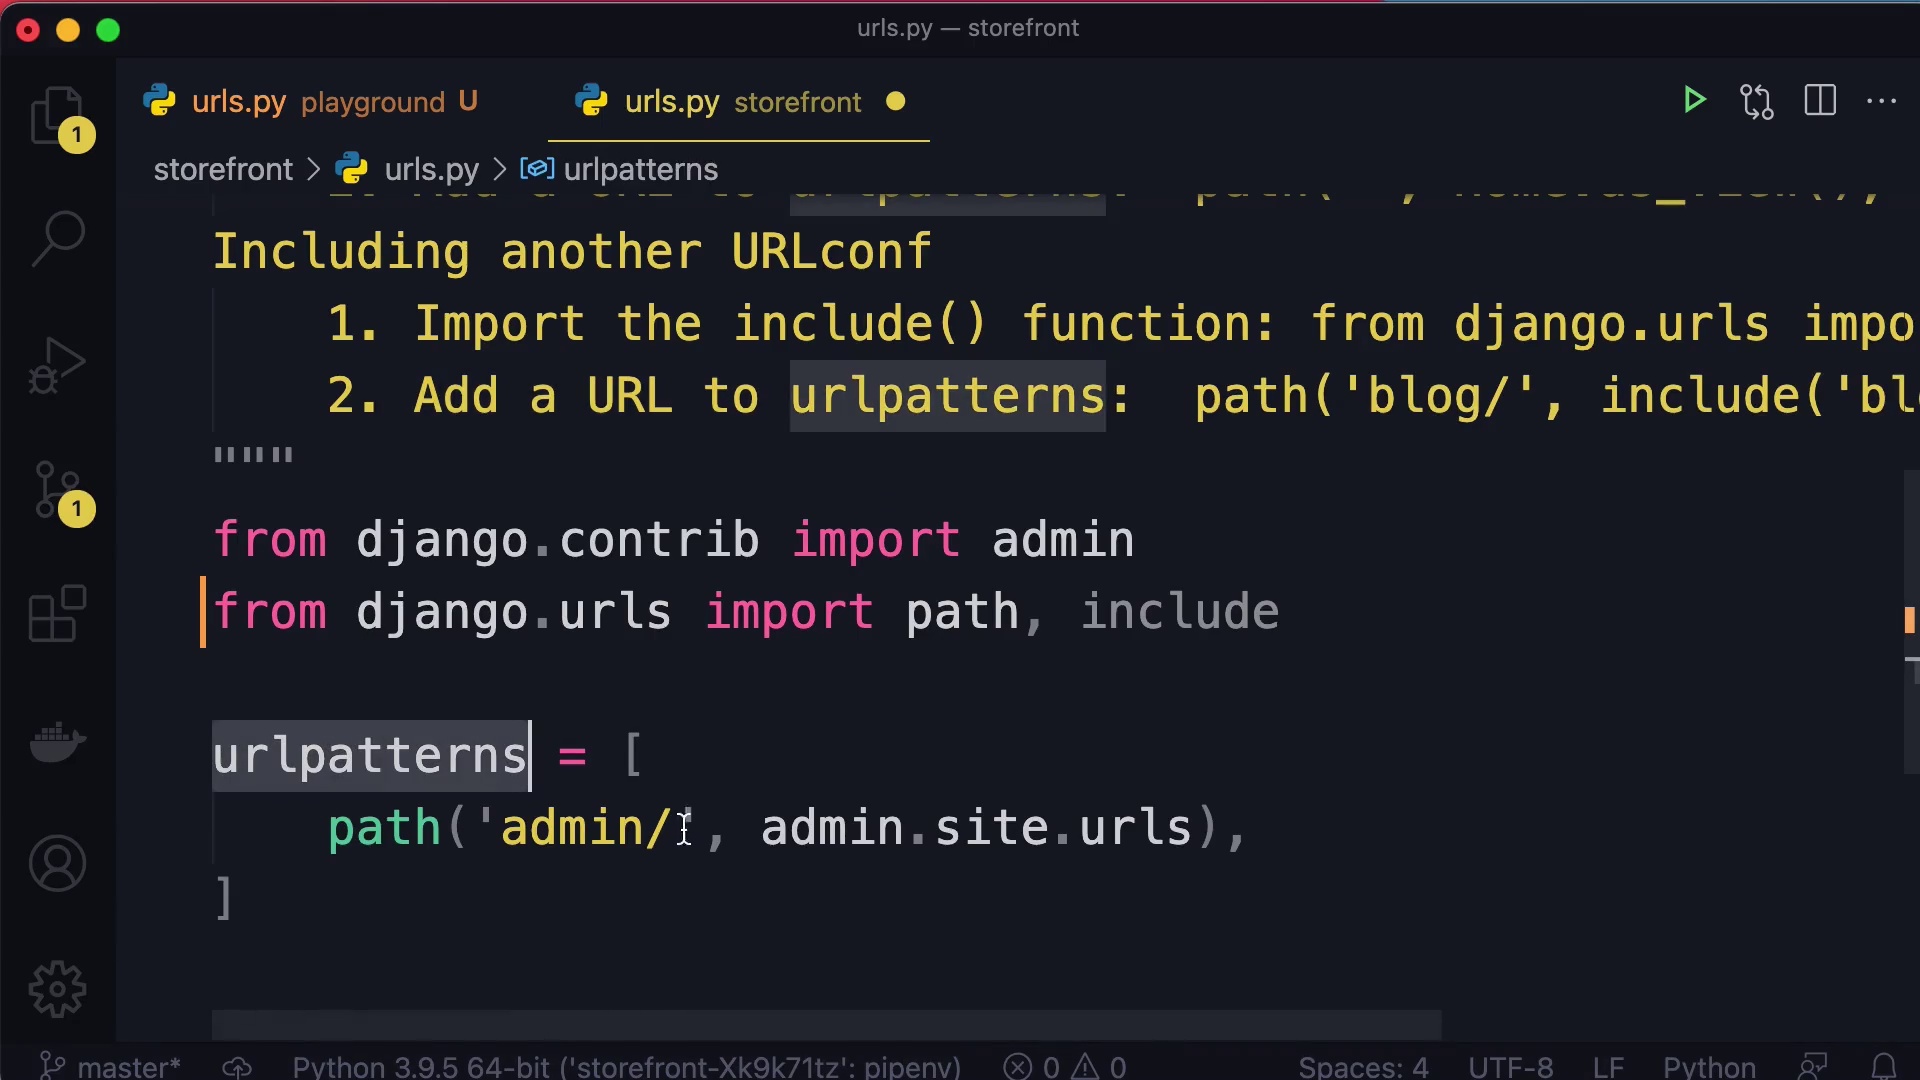 urls.py — storefront
urls.py playground U
urls.py storefront
storefront > urls.py > urlpatterns
Including another URLconf
1. Import the include() function: from django.urls impo
2. Add a URL to urlpatterns: path('blog/', include('bl
"""
from django.contrib import admin
from django.urls import path, include
urlpatterns = [
path('admin/', admin.site.urls),
]
1
1
master* Python 3.9.5 64-bit ('storefront-Xk9k71tz': pipenv) 0 0 Spaces: 4 UTF-8 LF Python